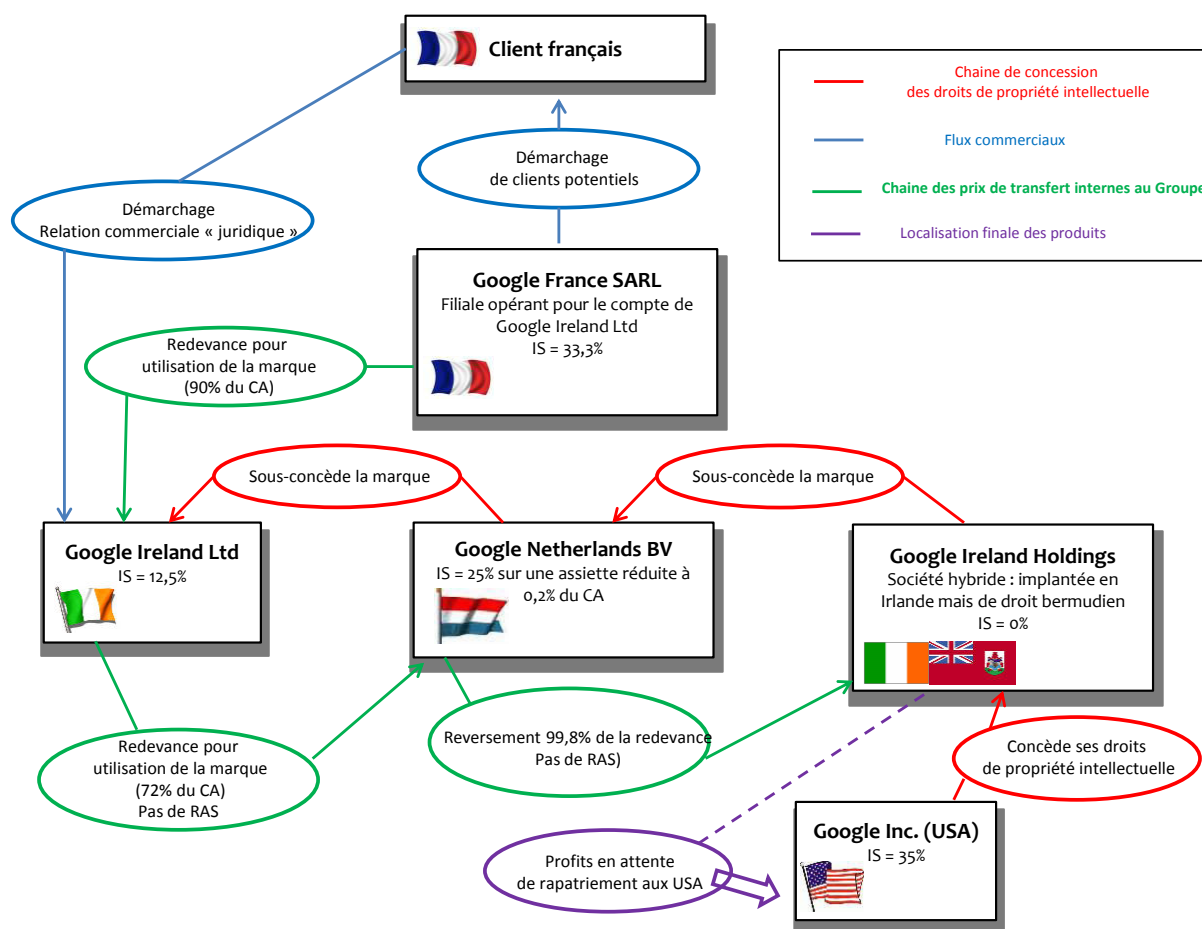 Client français
Chaine de concession
des droits de propriété intellectuelle
Flux commerciaux
Chaine des prix de transfert internes au Groupe
Localisation finale des produits
Démarchage
de clients potentiels
Démarchage
Relation commerciale « juridique »
Google France SARL
Filiale opérant pour le compte de
Google Ireland Ltd
IS = 33,3%
Redevance pour
utilisation de la marque
(90% du CA)
Sous-concède la marque
Sous-concède la marque
Google Ireland Ltd
IS = 12,5%
Google Netherlands BV
IS = 25% sur une assiette réduite à
0,2% du CA
Google Ireland Holdings
Société hybride : implantée en
Irlande mais de droit bermudien
IS = 0%
Redevance pour
utilisation de la marque
(72% du CA)
Pas de RAS
Reversement 99,8% de la redevance
Pas de RAS)
Concède ses droits
de propriété intellectuelle
Google Inc. (USA)
IS = 35%
Profits en attente
de rapatriement aux USA